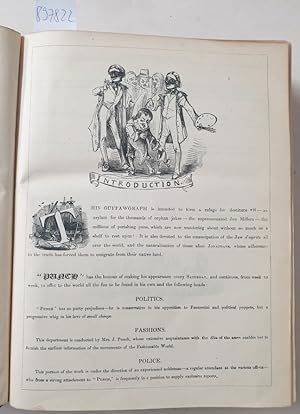 897822
INTRODUCTION.
THIS GUFFAWGRAPH is intended to form a refuge for destitute wit—an
asylum for the thousands of orphan jokes—the superannuated Joe Millers—the
millions of perishing puns, which are now wandering about without so much as a
shelf to rest upon! It is also devoted to the emancipation of the Jew d'esprits all
over the world, and the naturalization of those alien JONATHANS, whose adherence
to the truth has forced them to emigrate from their native land.
"PUNCH" has the honour of making his appearance every SATURDAY, and continues, from week to
week, to offer to the world all the fun to be found in his own and the following heads:
POLITICS.
"PUNCH" has no party prejudices—he is conservative in his opposition to Fantoccini and political puppets, but a
progressive whig in his love of small change.
FASHIONS.
This department is conducted by Mrs. J. Punch, whose extensive acquaintance with the élite of the areas enables her to
furnish the earliest information of the movements of the Fashionable World.
POLICE.
This portion of the work is under the direction of an experienced nobleman—a regular attendant at the various offices—
who from a strong attachment to "PUNCH," is frequently in a position to supply exclusive reports.